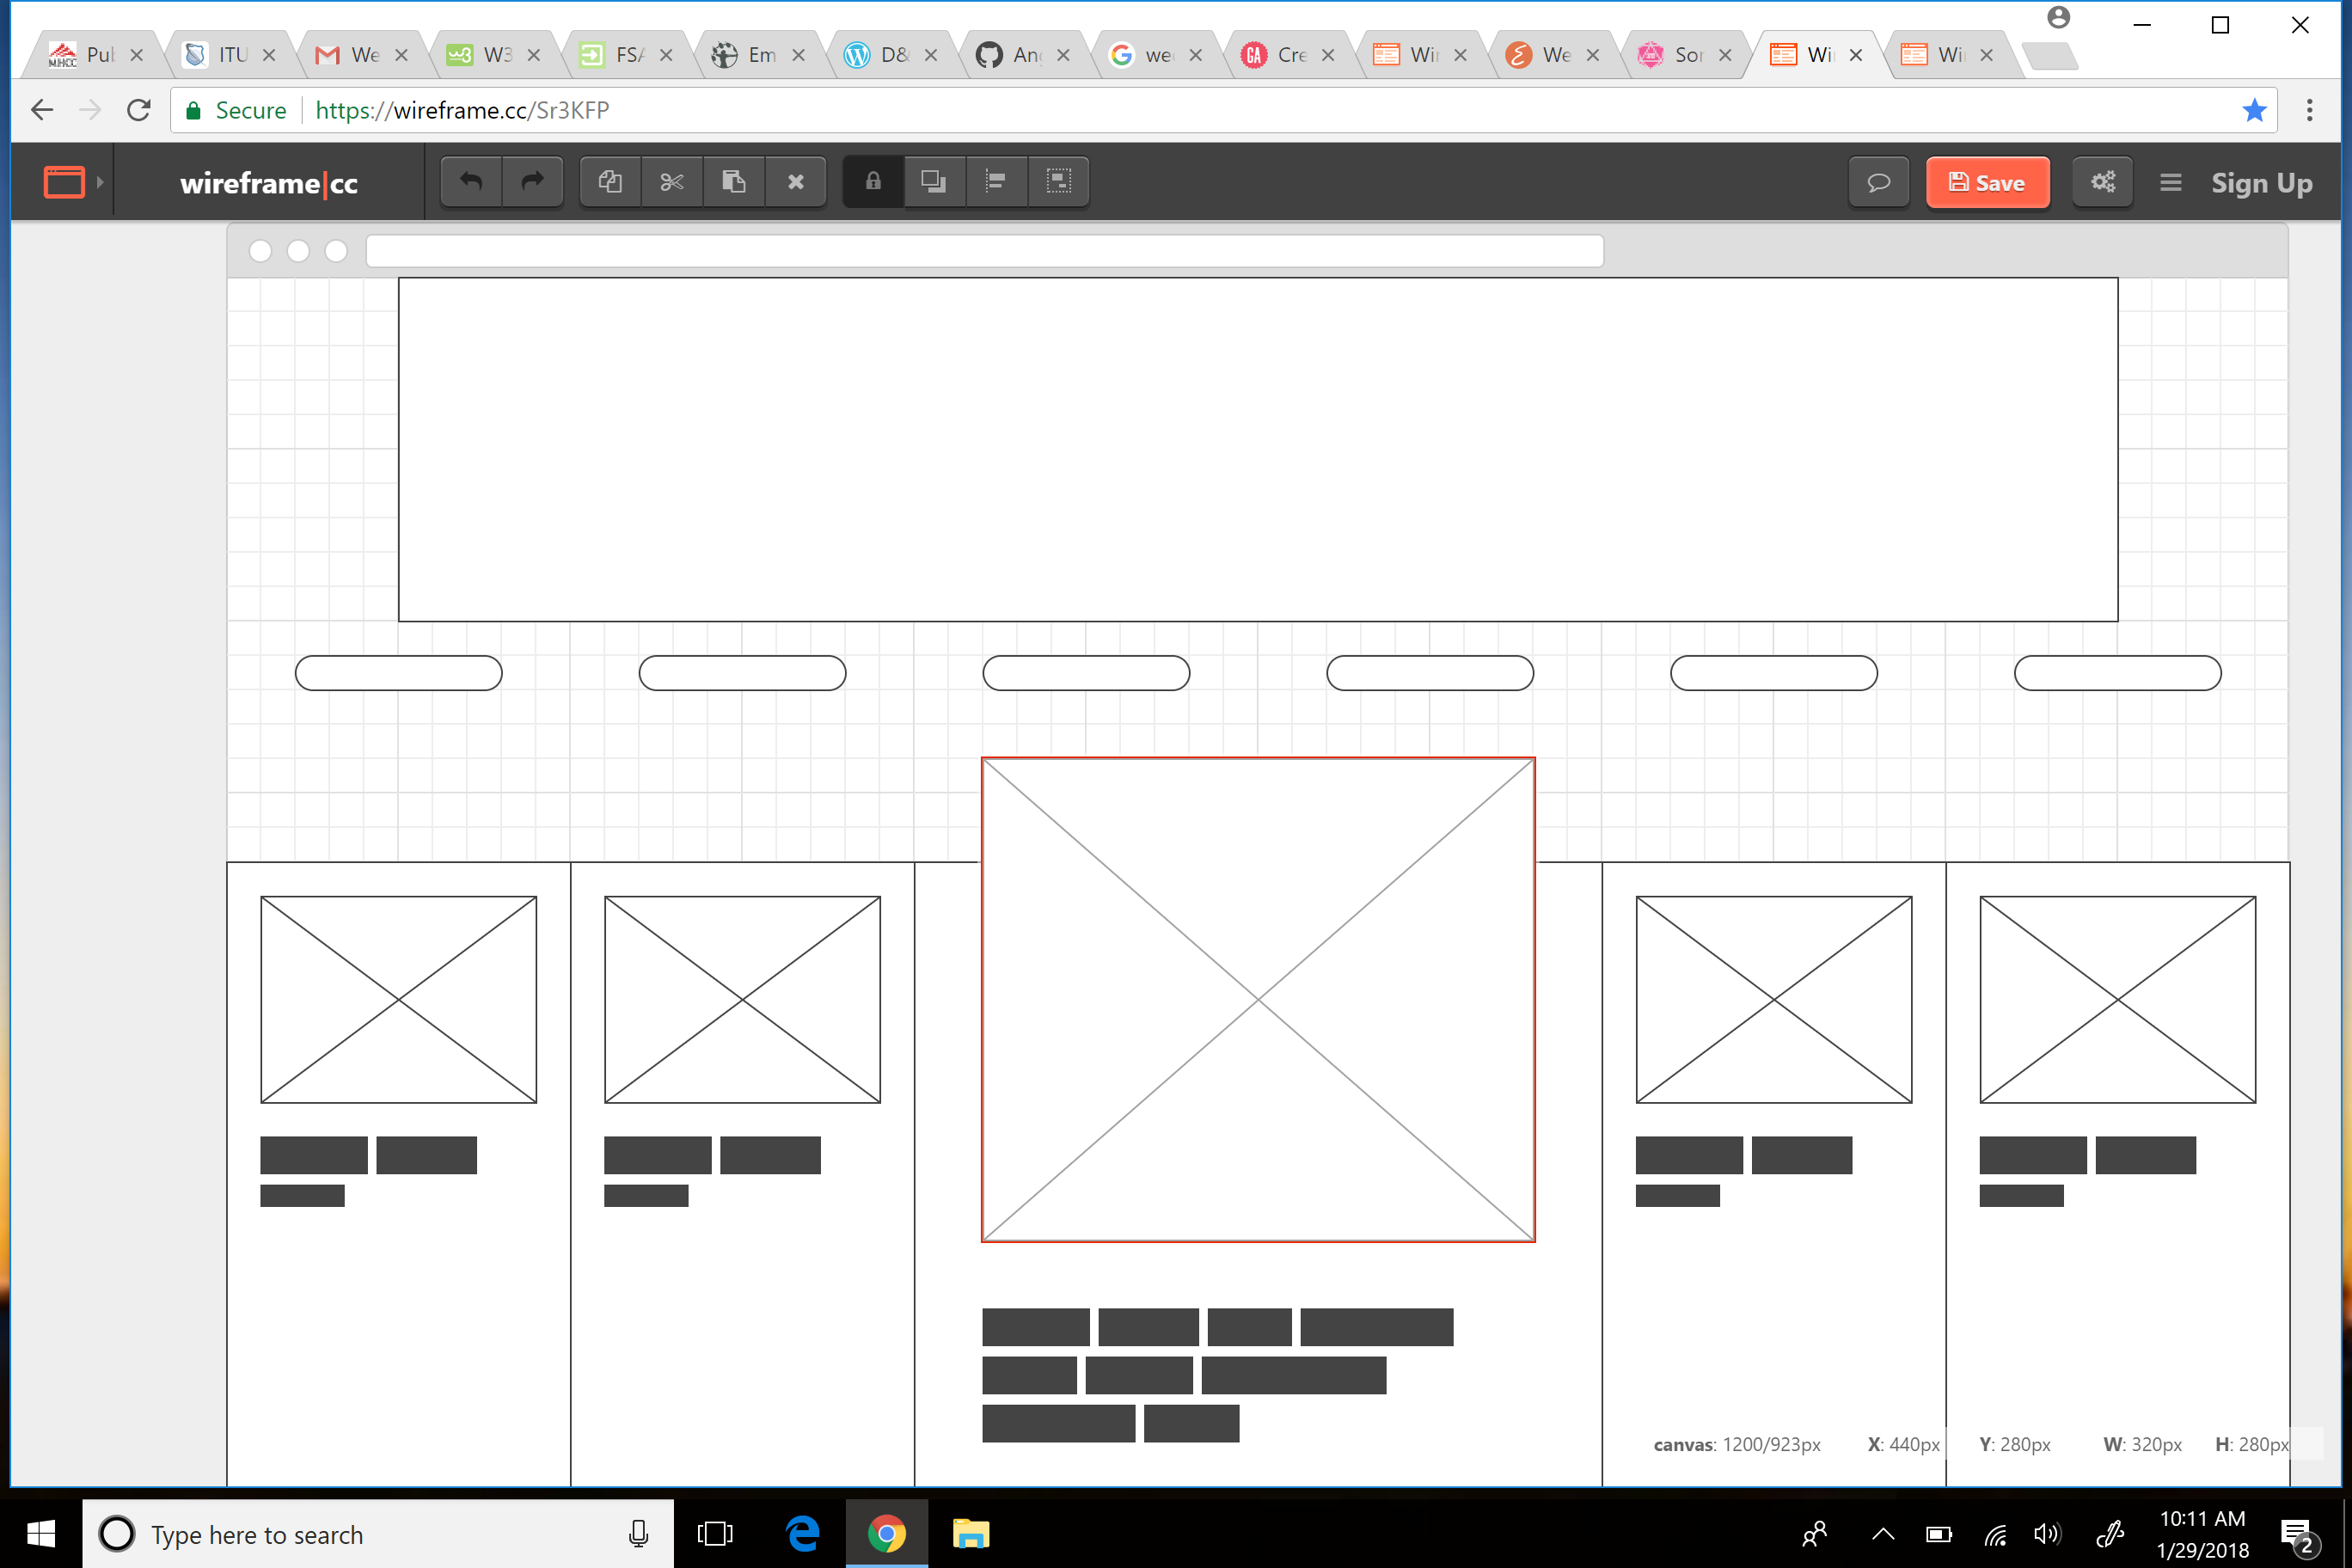 Pub
ITU
We
W3
FSA
Em
D&
An
we
Cre
Wi
We
Sor
Wi
Wi
Secure https://wireframe.cc/Sr3KFP
wireframe|cc
Save
Sign Up
canvas: 1200/923px X: 440px Y: 280px W: 320px H: 280px
Type here to search
10:11 AM
1/29/2018
2